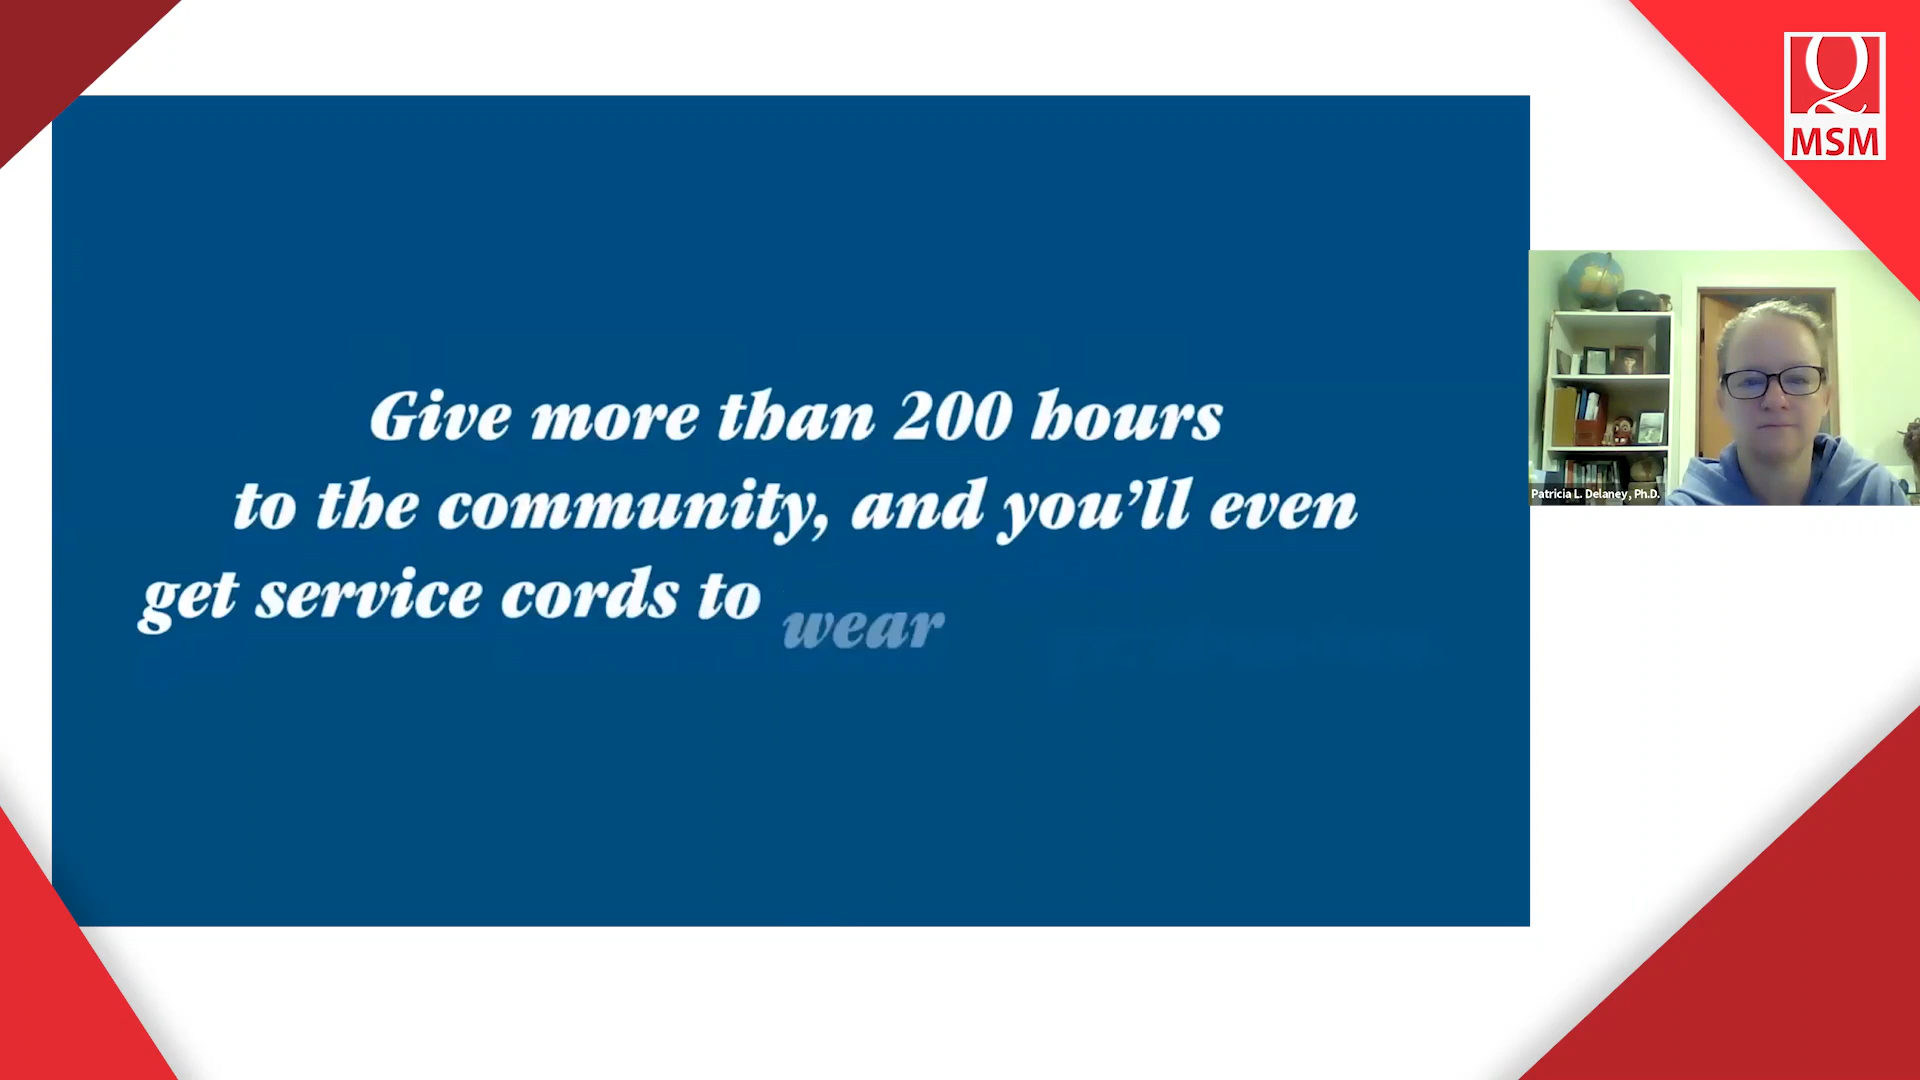 Give more than 200 hours
to the community, and you’ll even
get service cords to wear
Q
MSM
Patricia L. Delaney, Ph.D.